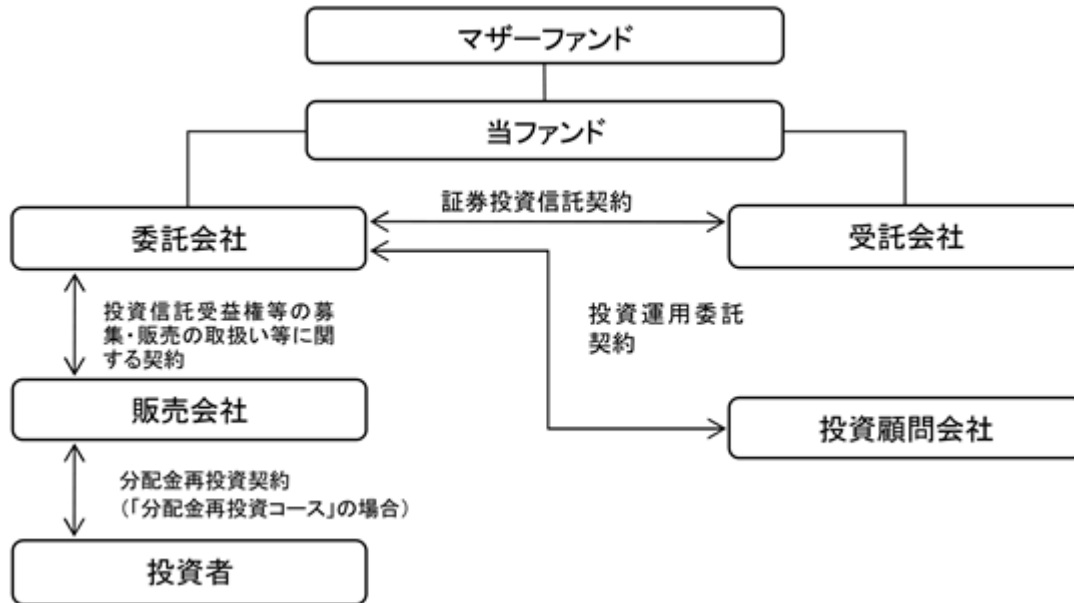 マザーファンド
当ファンド
証券投資信託契約
委託会社
受託会社
投資信託受益権等の募
集・販売の取扱い等に関
する契約
投資運用委託
契約
販売会社
投資顧問会社
分配金再投資契約
(「分配金再投資コース」の場合)
投資者